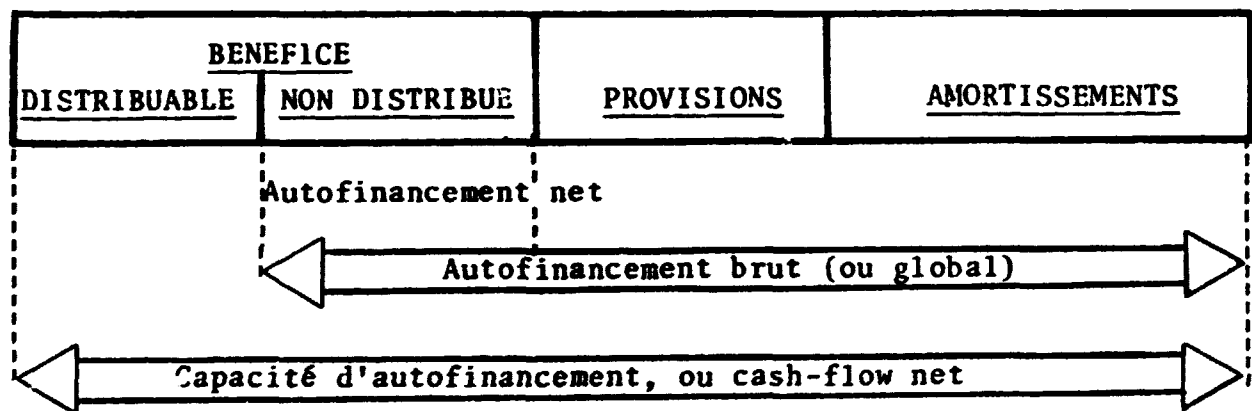 BENEFICE
DISTRIBUABLE NON DISTRIBUE PROVISIONS AMORTISSEMENTS
Autofinancement net
Autofinancement brut (ou global)
Capacité d'autofinancement, ou cash-flow net